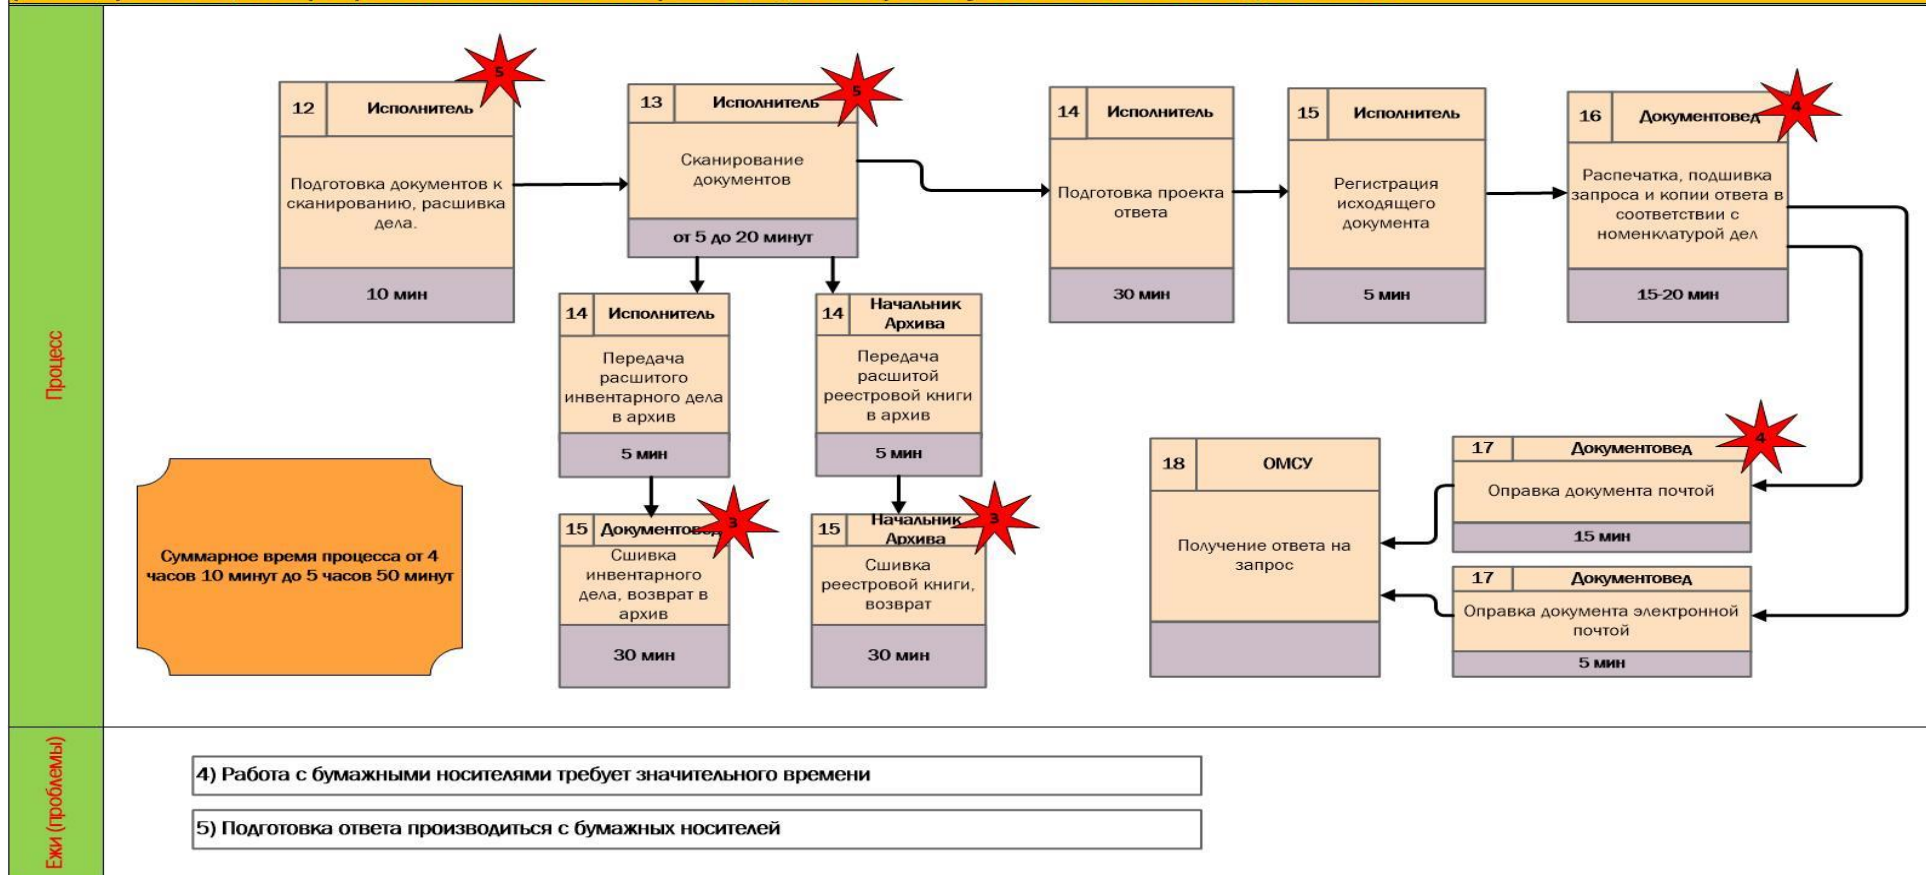 Процесс
12 Исполнитель
5
Подготовка документов к
сканированию, расшивка
дела.
10 мин
13 Исполнитель
5
Сканирование
документов
от 5 до 20 минут
14 Исполнитель
Подготовка проекта
ответа
30 мин
15 Исполнитель
Регистрация
исходящего
документа
5 мин
16 Документовед
4
Распечатка, подшивка
запроса и копии ответа в
соответствии с
номенклатурой дел
15-20 мин
14 Исполнитель
Передача
расшитого
инвентарного дела
в архив
5 мин
14 Начальник
Архива
Передача
расшитой
реестровой книги
в архив
5 мин
15 Документовед
3
Сшивка
инвентарного
дела, возврат в
архив
30 мин
15 Начальник
Архива
3
Сшивка
реестровой книги,
возврат
30 мин
18 ОМСУ
Получение ответа на
запрос
17 Документовед
4
Оправка документа почтой
15 мин
17 Документовед
Оправка документа электронной
почтой
5 мин
Суммарное время процесса от 4
часов 10 минут до 5 часов 50 минут
Ежи (проблемы)
4) Работа с бумажными носителями требует значительного времени
5) Подготовка ответа производиться с бумажных носителей